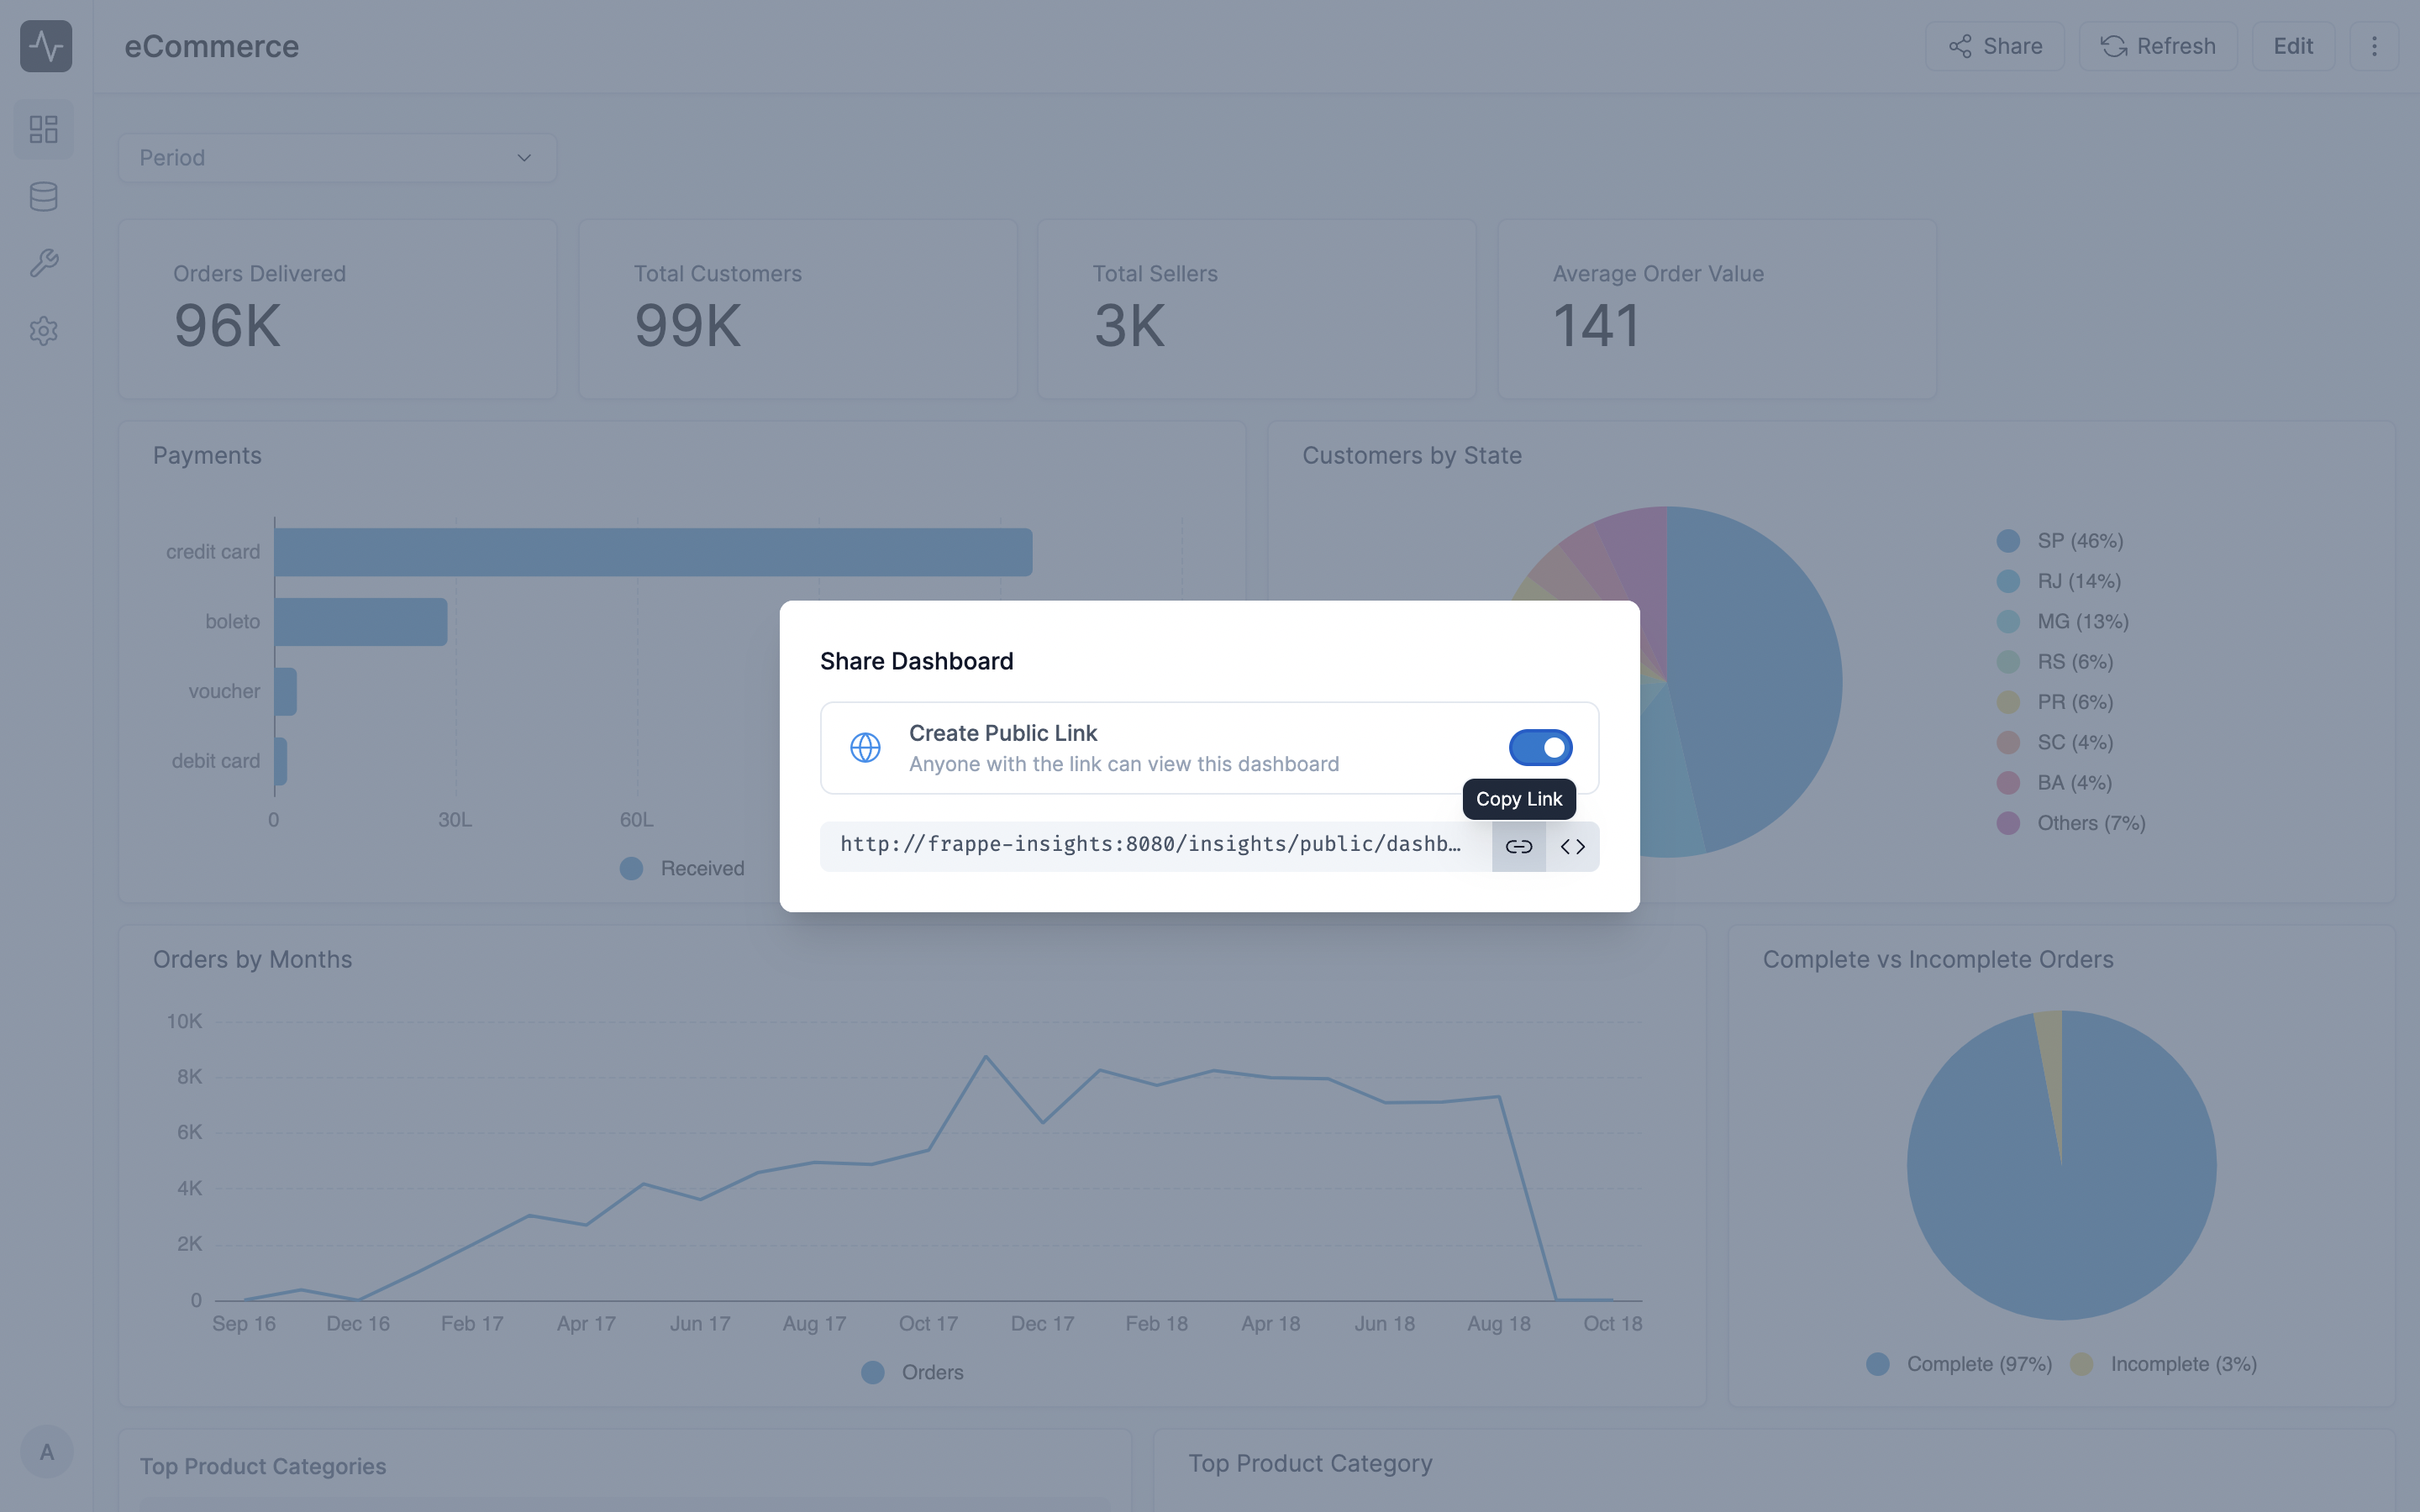 eCommerce
Share
Refresh
Edit
Period
Orders Delivered
96K
Total Customers
99K
Total Sellers
3K
Average Order Value
141
Payments
credit card
boleto
voucher
debit card
0
30L
60L
Received
Customers by State
SP (46%)
RJ (14%)
MG (13%)
RS (6%)
PR (6%)
SC (4%)
BA (4%)
Others (7%)
Share Dashboard
Create Public Link
Anyone with the link can view this dashboard
Copy Link
http://frappe-insights:8080/insights/public/dashb…
Orders by Months
10K
8K
6K
4K
2K
0
Sep 16 Dec 16 Feb 17 Apr 17 Jun 17 Aug 17 Oct 17 Dec 17 Feb 18 Apr 18 Jun 18 Aug 18 Oct 18
Orders
Complete vs Incomplete Orders
Complete (97%) Incomplete (3%)
A
Top Product Categories
Top Product Category